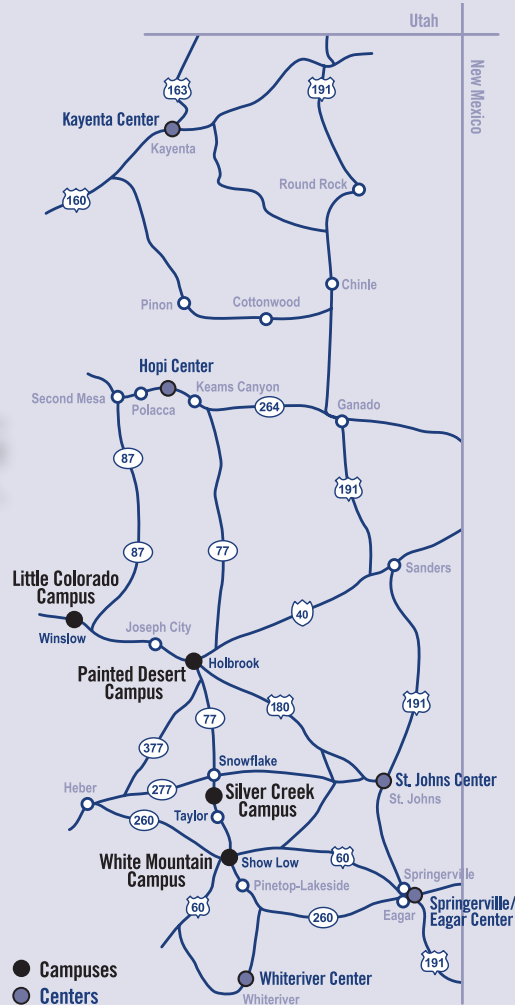 Utah
New Mexico
163
191
Kayenta Center
Kayenta
Round Rock
160
Chinle
Pinon
Cottonwood
Hopi Center
Second Mesa
Polacca
Keams Canyon
264
Ganado
87
191
87
77
Sanders
Little Colorado
Campus
Winslow
Joseph City
40
Painted Desert
Campus
Holbrook
77
180
191
377
Snowflake
St. Johns Center
St. Johns
Heber
277
Silver Creek
Campus
260
Taylor
White Mountain
Campus
Show Low
60
Pinetop-Lakeside
Springerville
Springerville/
Eagar Center
Eagar
60
260
191
Campuses
Centers
Whiteriver Center
Whiteriver